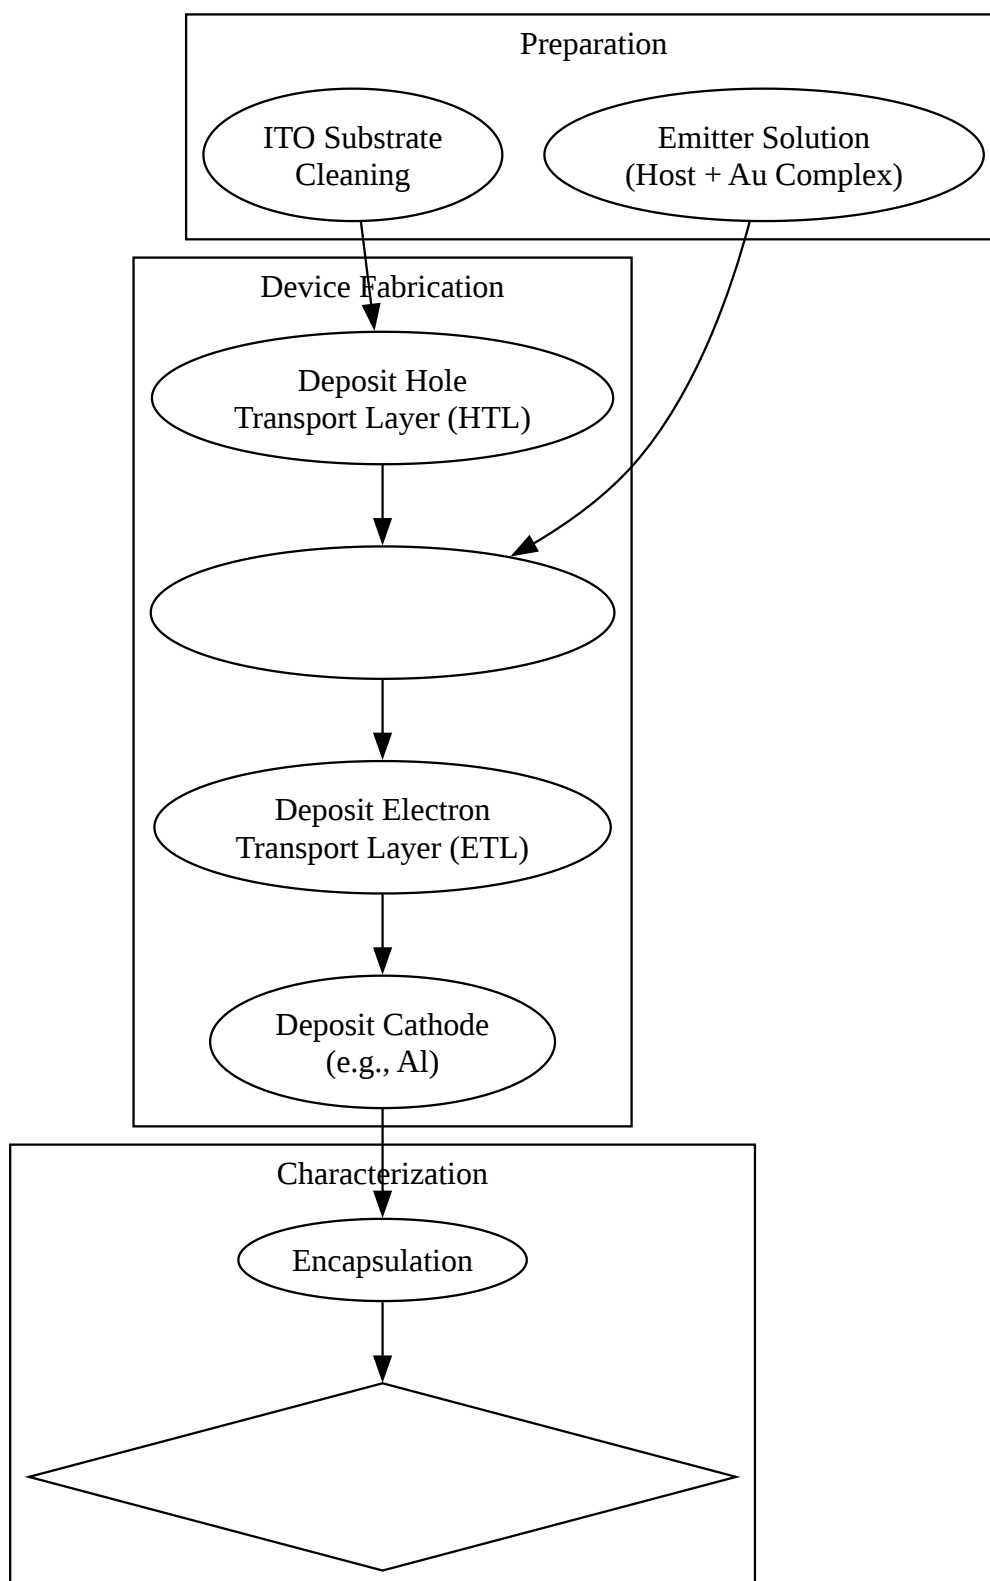 Preparation
ITO Substrate
Cleaning
Emitter Solution
(Host + Au Complex)
Device Fabrication
Deposit Hole
Transport Layer (HTL)
Deposit Electron
Transport Layer (ETL)
Deposit Cathode
(e.g., Al)
Characterization
Encapsulation